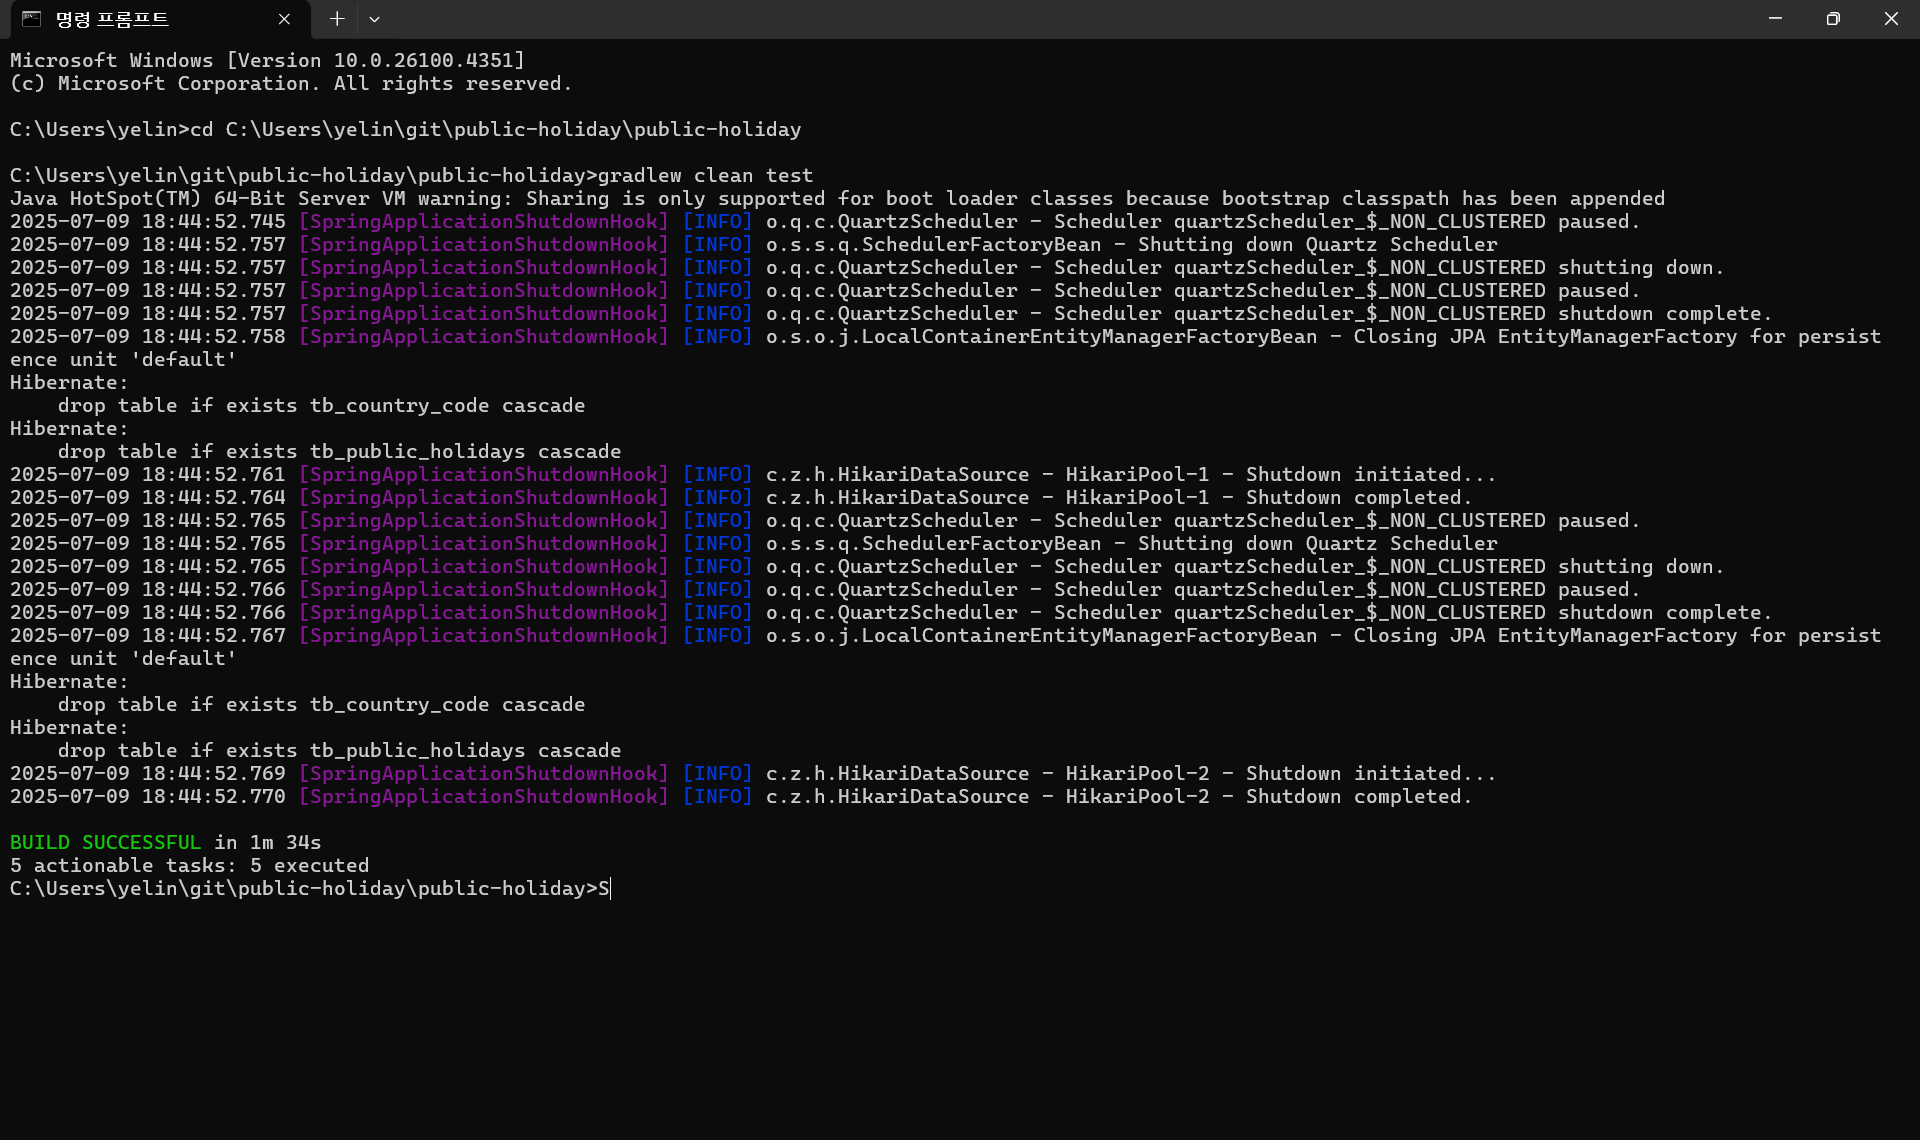 명령 프롬프트
Microsoft Windows [Version 10.0.26100.4351]
(c) Microsoft Corporation. All rights reserved.
C:\Users\yelin>cd C:\Users\yelin\git\public-holiday\public-holiday
C:\Users\yelin\git\public-holiday\public-holiday>gradlew clean test
Java HotSpot(TM) 64-Bit Server VM warning: Sharing is only supported for boot loader classes because bootstrap classpath has been appended
2025-07-09 18:44:52.745 [SpringApplicationShutdownHook] [INFO] o.q.c.QuartzScheduler - Scheduler quartzScheduler_$_NON_CLUSTERED paused.
2025-07-09 18:44:52.757 [SpringApplicationShutdownHook] [INFO] o.s.s.q.SchedulerFactoryBean - Shutting down Quartz Scheduler
2025-07-09 18:44:52.757 [SpringApplicationShutdownHook] [INFO] o.q.c.QuartzScheduler - Scheduler quartzScheduler_$_NON_CLUSTERED shutting down.
2025-07-09 18:44:52.757 [SpringApplicationShutdownHook] [INFO] o.q.c.QuartzScheduler - Scheduler quartzScheduler_$_NON_CLUSTERED paused.
2025-07-09 18:44:52.757 [SpringApplicationShutdownHook] [INFO] o.q.c.QuartzScheduler - Scheduler quartzScheduler_$_NON_CLUSTERED shutdown complete.
2025-07-09 18:44:52.758 [SpringApplicationShutdownHook] [INFO] o.s.o.j.LocalContainerEntityManagerFactoryBean - Closing JPA EntityManagerFactory for persist
ence unit 'default'
Hibernate:
    drop table if exists tb_country_code cascade
Hibernate:
    drop table if exists tb_public_holidays cascade
2025-07-09 18:44:52.761 [SpringApplicationShutdownHook] [INFO] c.z.h.HikariDataSource - HikariPool-1 - Shutdown initiated...
2025-07-09 18:44:52.764 [SpringApplicationShutdownHook] [INFO] c.z.h.HikariDataSource - HikariPool-1 - Shutdown completed.
2025-07-09 18:44:52.765 [SpringApplicationShutdownHook] [INFO] o.q.c.QuartzScheduler - Scheduler quartzScheduler_$_NON_CLUSTERED paused.
2025-07-09 18:44:52.765 [SpringApplicationShutdownHook] [INFO] o.s.s.q.SchedulerFactoryBean - Shutting down Quartz Scheduler
2025-07-09 18:44:52.765 [SpringApplicationShutdownHook] [INFO] o.q.c.QuartzScheduler - Scheduler quartzScheduler_$_NON_CLUSTERED shutting down.
2025-07-09 18:44:52.766 [SpringApplicationShutdownHook] [INFO] o.q.c.QuartzScheduler - Scheduler quartzScheduler_$_NON_CLUSTERED paused.
2025-07-09 18:44:52.766 [SpringApplicationShutdownHook] [INFO] o.q.c.QuartzScheduler - Scheduler quartzScheduler_$_NON_CLUSTERED shutdown complete.
2025-07-09 18:44:52.767 [SpringApplicationShutdownHook] [INFO] o.s.o.j.LocalContainerEntityManagerFactoryBean - Closing JPA EntityManagerFactory for persist
ence unit 'default'
Hibernate:
    drop table if exists tb_country_code cascade
Hibernate:
    drop table if exists tb_public_holidays cascade
2025-07-09 18:44:52.769 [SpringApplicationShutdownHook] [INFO] c.z.h.HikariDataSource - HikariPool-2 - Shutdown initiated...
2025-07-09 18:44:52.770 [SpringApplicationShutdownHook] [INFO] c.z.h.HikariDataSource - HikariPool-2 - Shutdown completed.
BUILD SUCCESSFUL in 1m 34s
5 actionable tasks: 5 executed
C:\Users\yelin\git\public-holiday\public-holiday>S